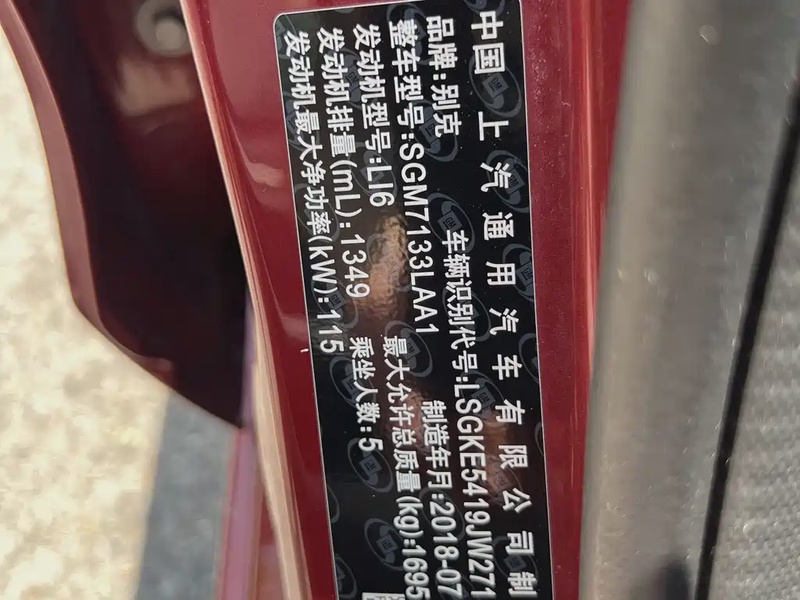 中国 上汽通用汽车有限公司制
品牌:别克 制造年月:2018-07
车辆识别代号:LSGKE5419JW271
整车型号:SGM7133LAA1
最大允许总质量(kg):1695
发动机型号:LI6 乘坐人数:5
发动机排量(mL):1349
发动机最大净功率(kW):115